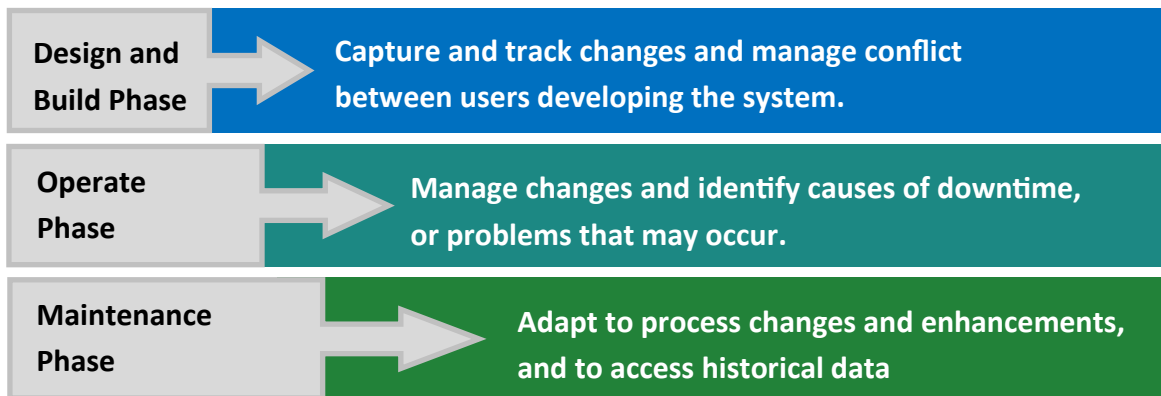 Design and
Build Phase
Capture and track changes and manage conflict
between users developing the system.
Operate
Phase
Manage changes and identify causes of downtime,
or problems that may occur.
Maintenance
Phase
Adapt to process changes and enhancements,
and to access historical data